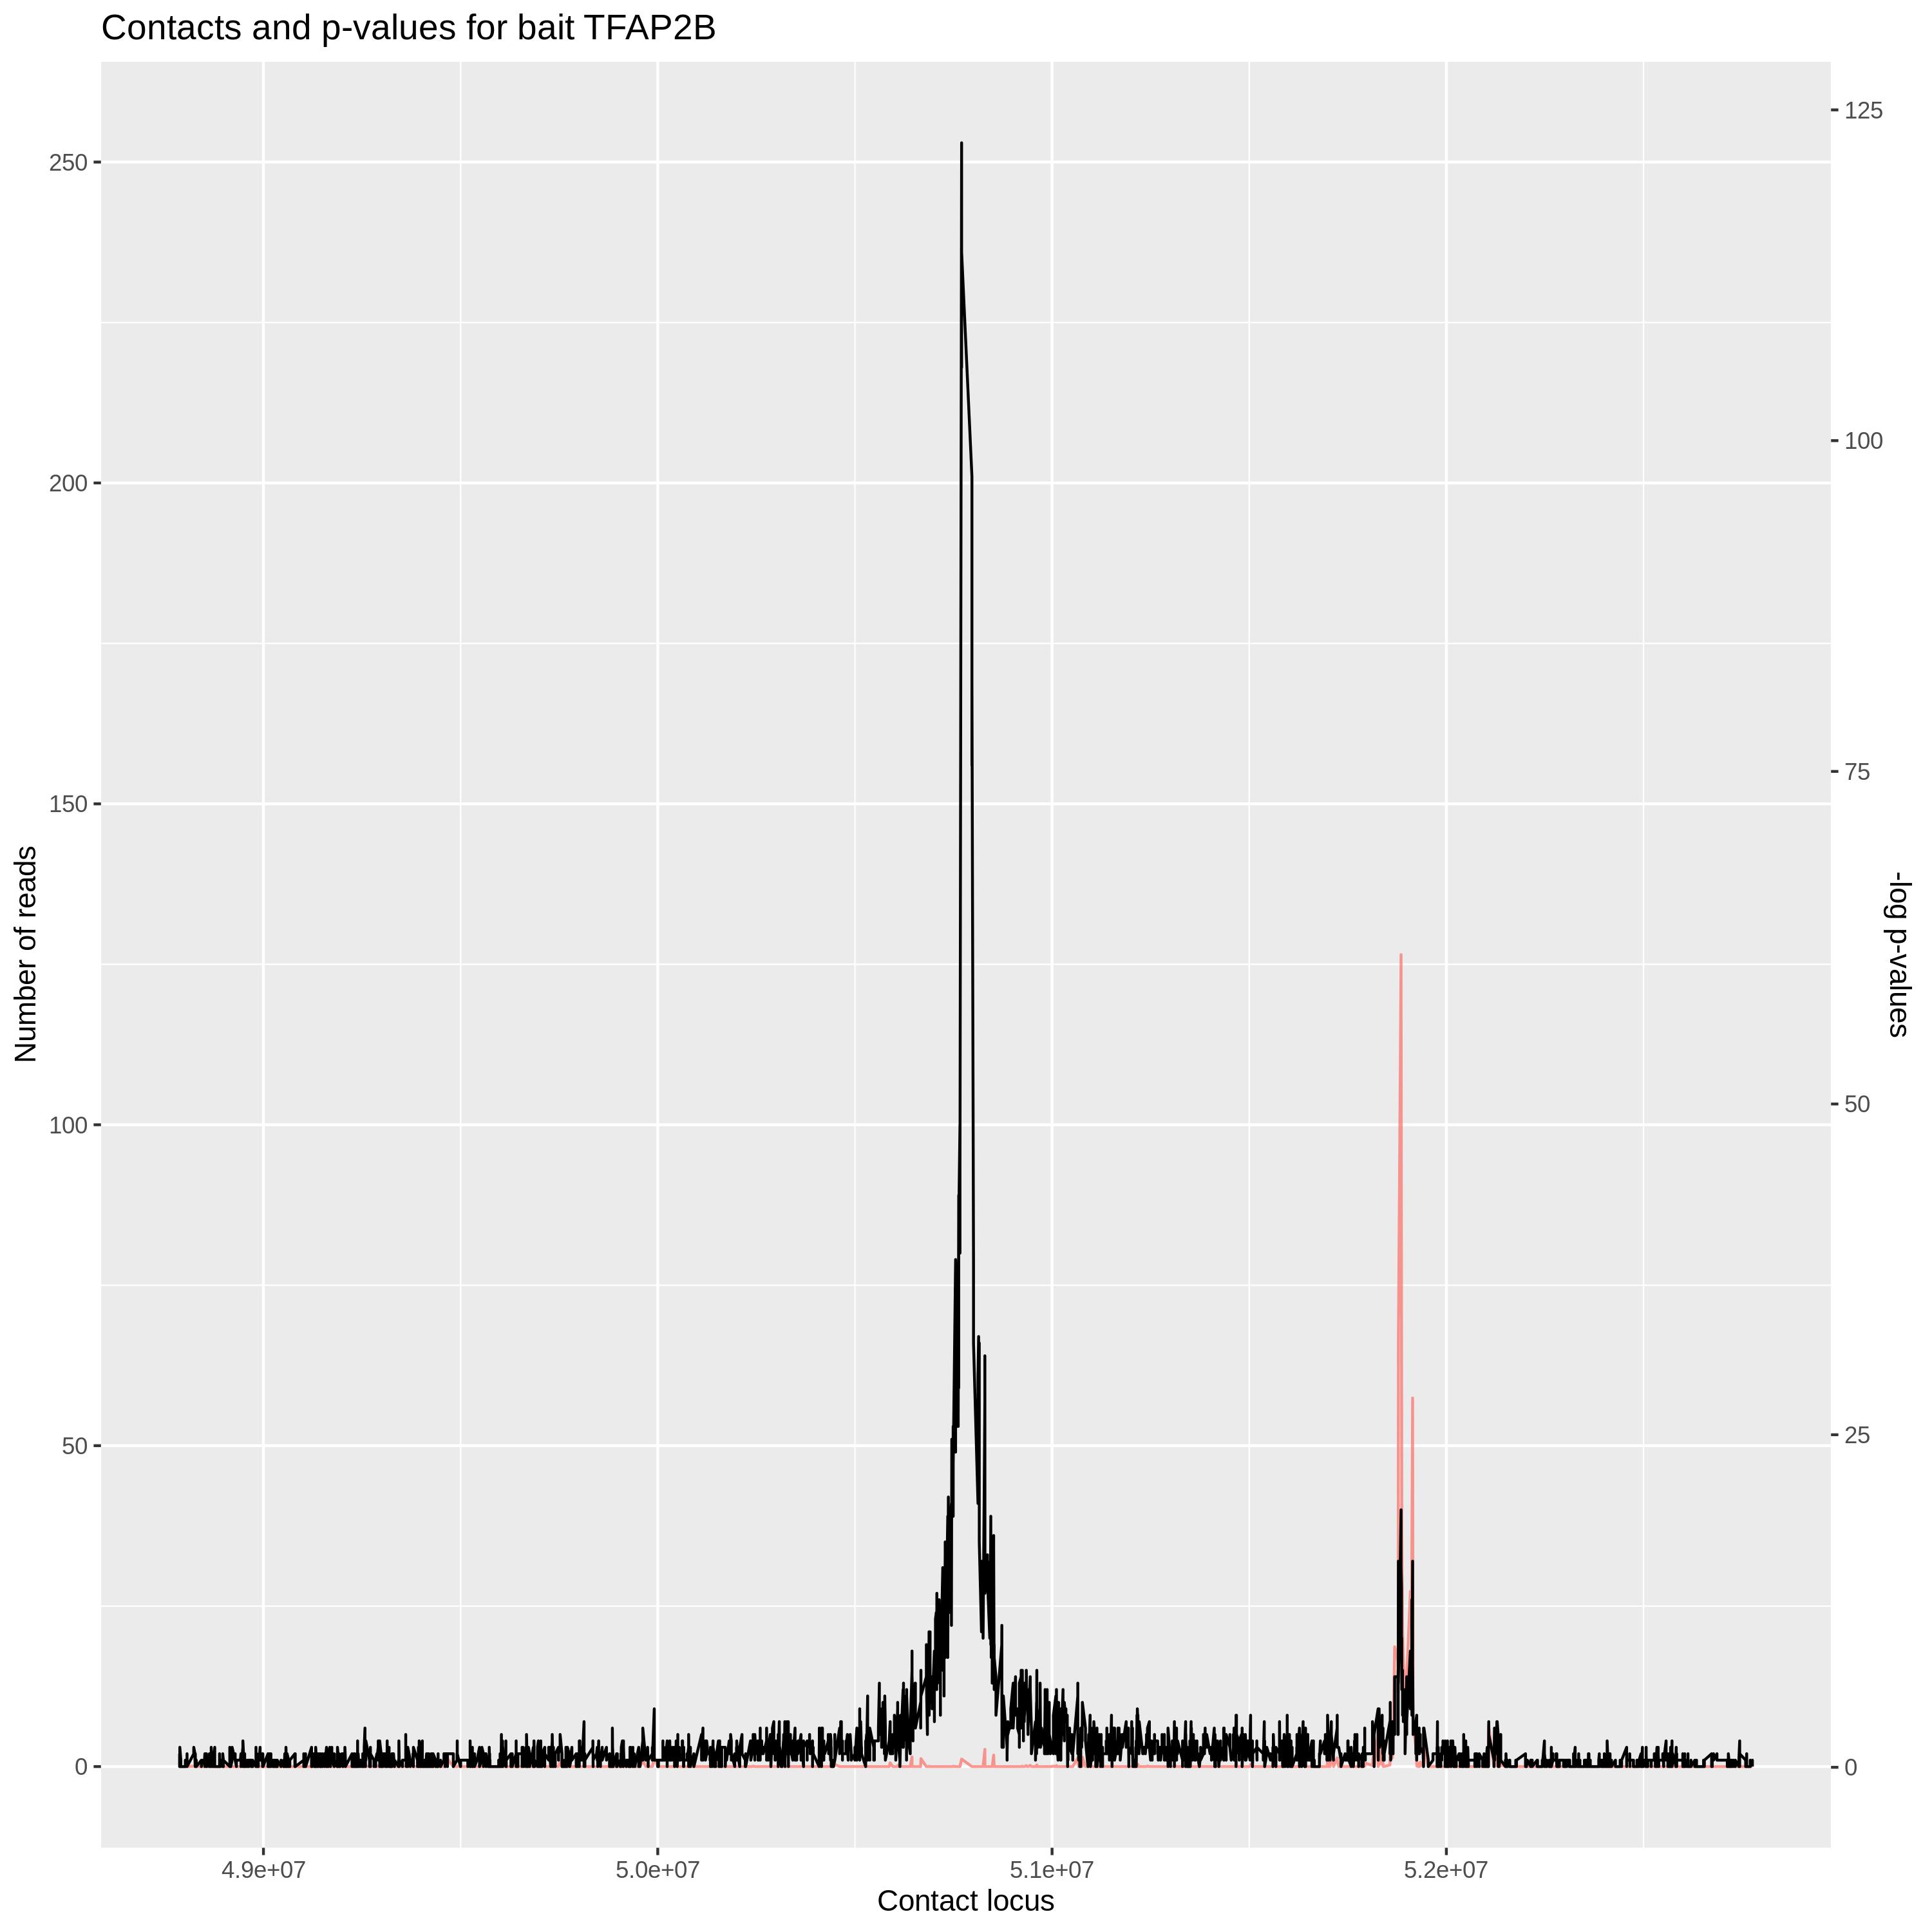 Contacts and p-values for bait TFAP2B
Number of reads
250
200
150
100
50
0
125
100
75
50
25
0
-log p-values
4.9e+07
5.0e+07
5.1e+07
5.2e+07
Contact locus